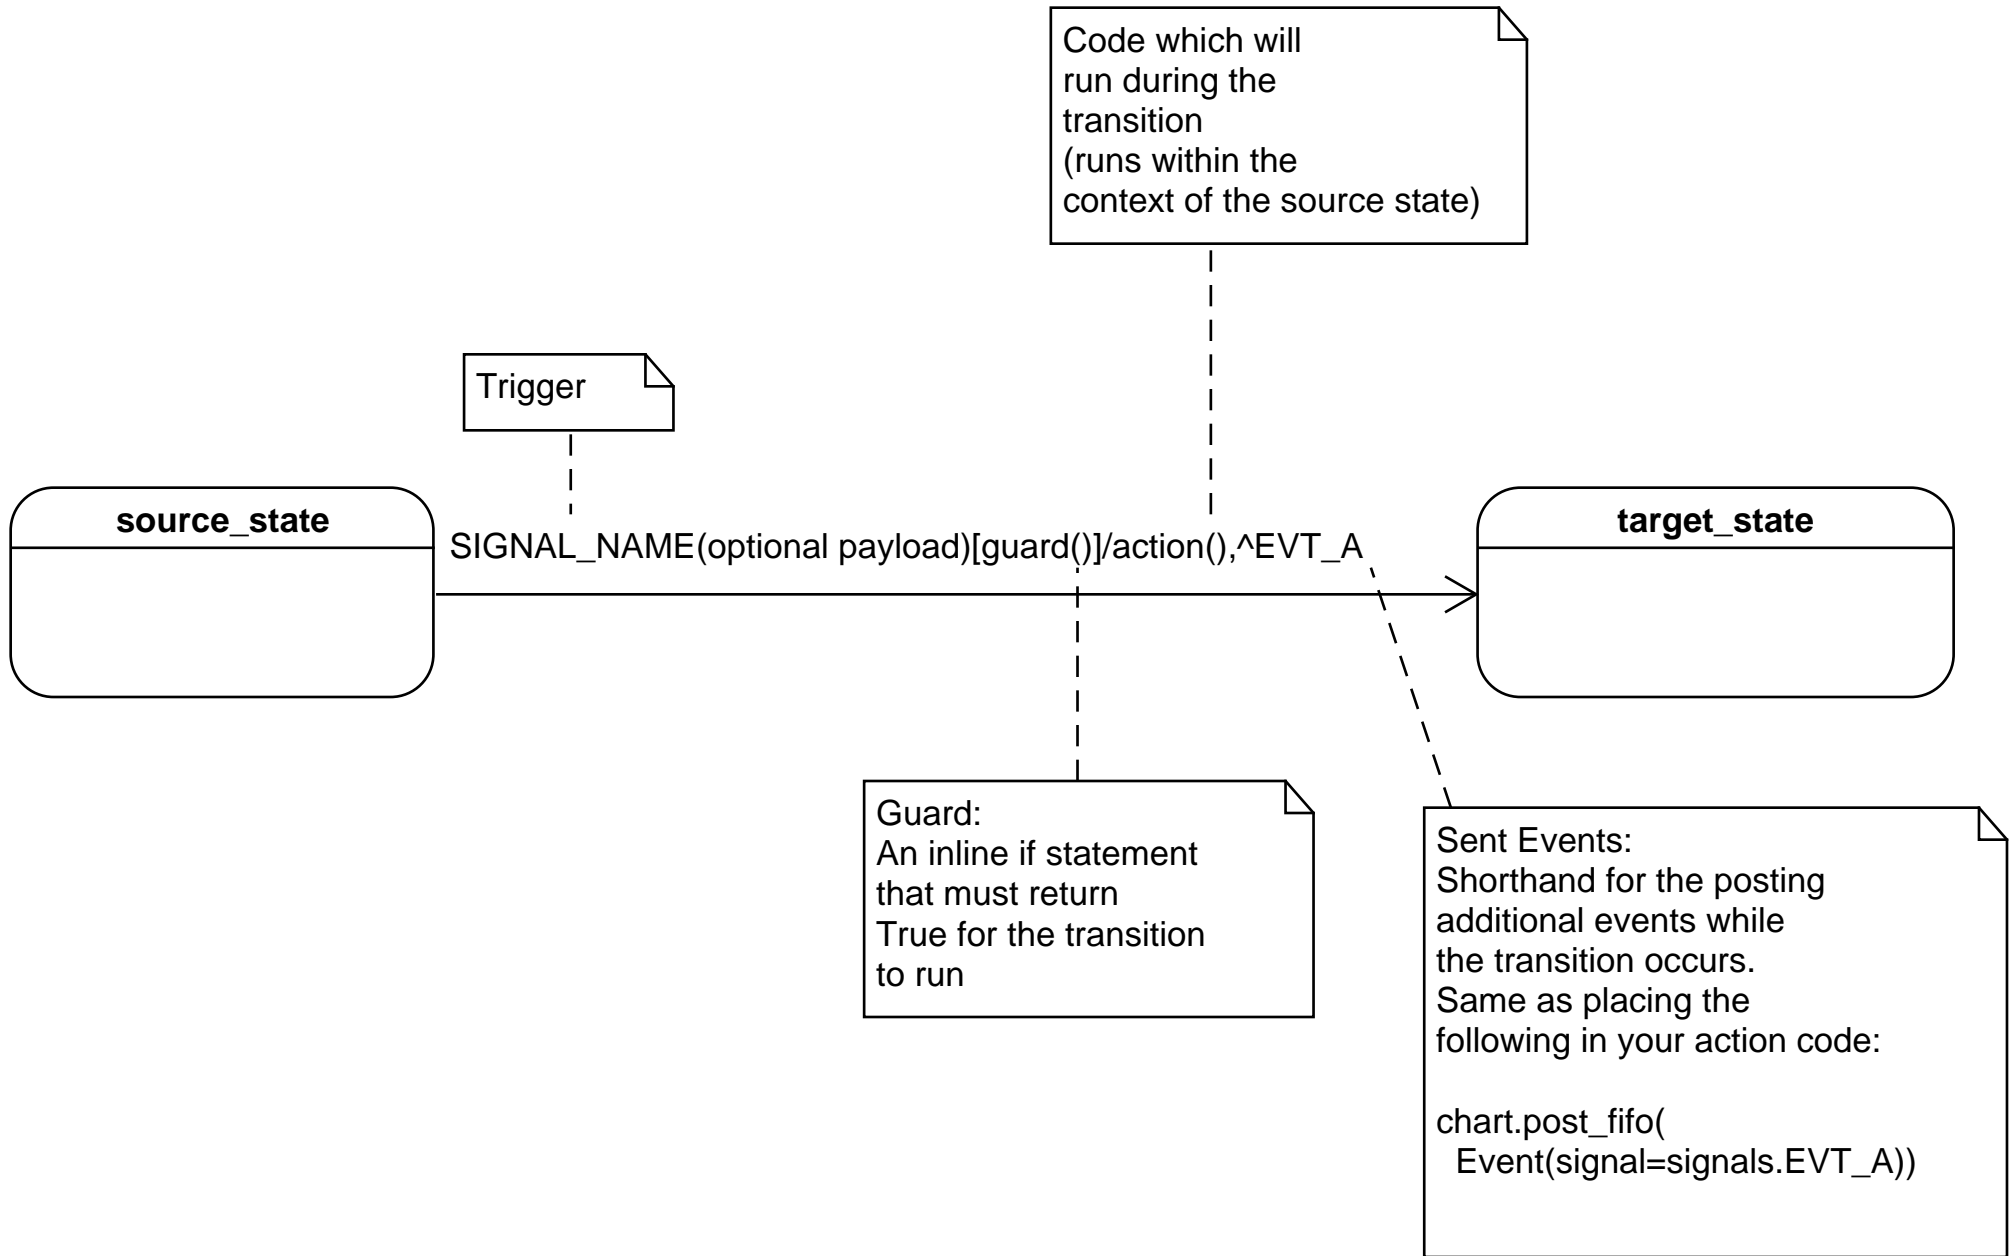 Code which will
run during the
transition
(runs within the
context of the source state)
Trigger
source_state
SIGNAL_NAME(optional payload)[guard()]/action(),^EVT_A
target_state
Guard:
An inline if statement
that must return
True for the transition
to run
Sent Events:
Shorthand for the posting
additional events while
the transition occurs.
Same as placing the
following in your action code:
chart.post_fifo(
Event(signal=signals.EVT_A))